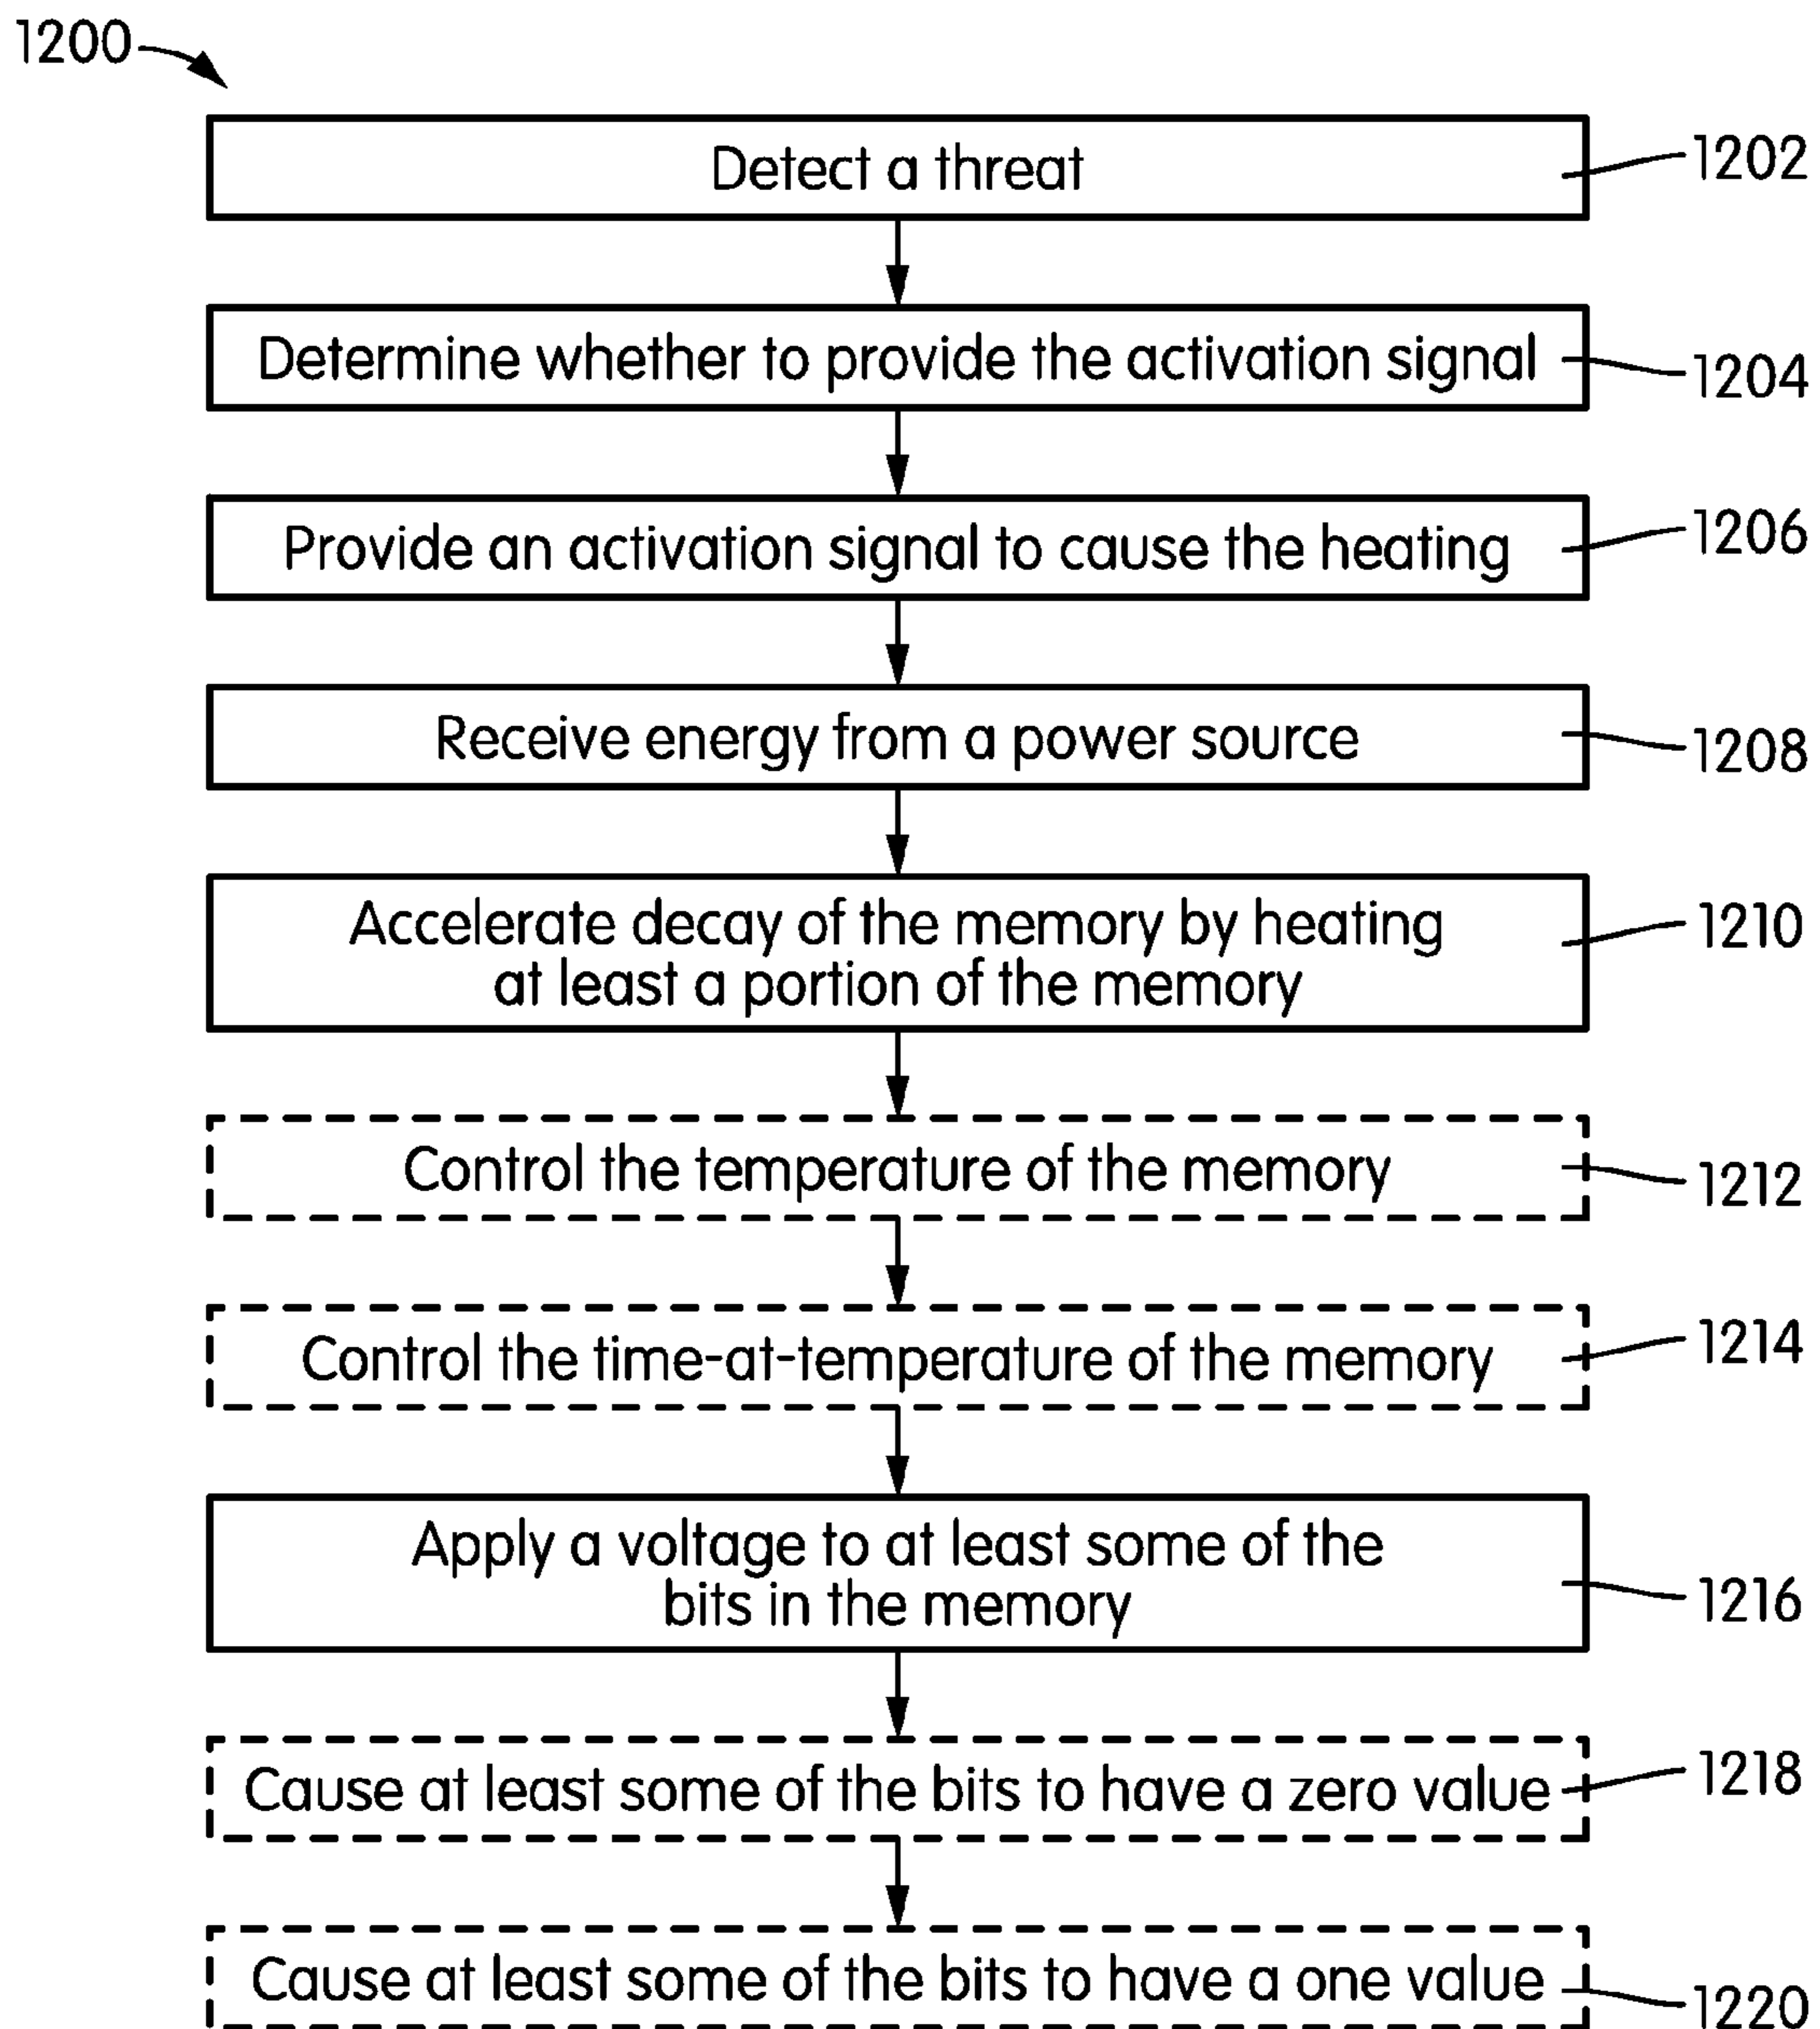 1200
Detect a threat
1202
Determine whether to provide the activation signal
1204
Provide an activation signal to cause the heating
1206
Receive energy from a power source
1208
Accelerate decay of the memory by heating
at least a portion of the memory
1210
Control the temperature of the memory
1212
Control the time-at-temperature of the memory
1214
Apply a voltage to at least some of the
bits in the memory
1216
Cause at least some of the bits to have a zero value
1218
Cause at least some of the bits to have a one value
1220